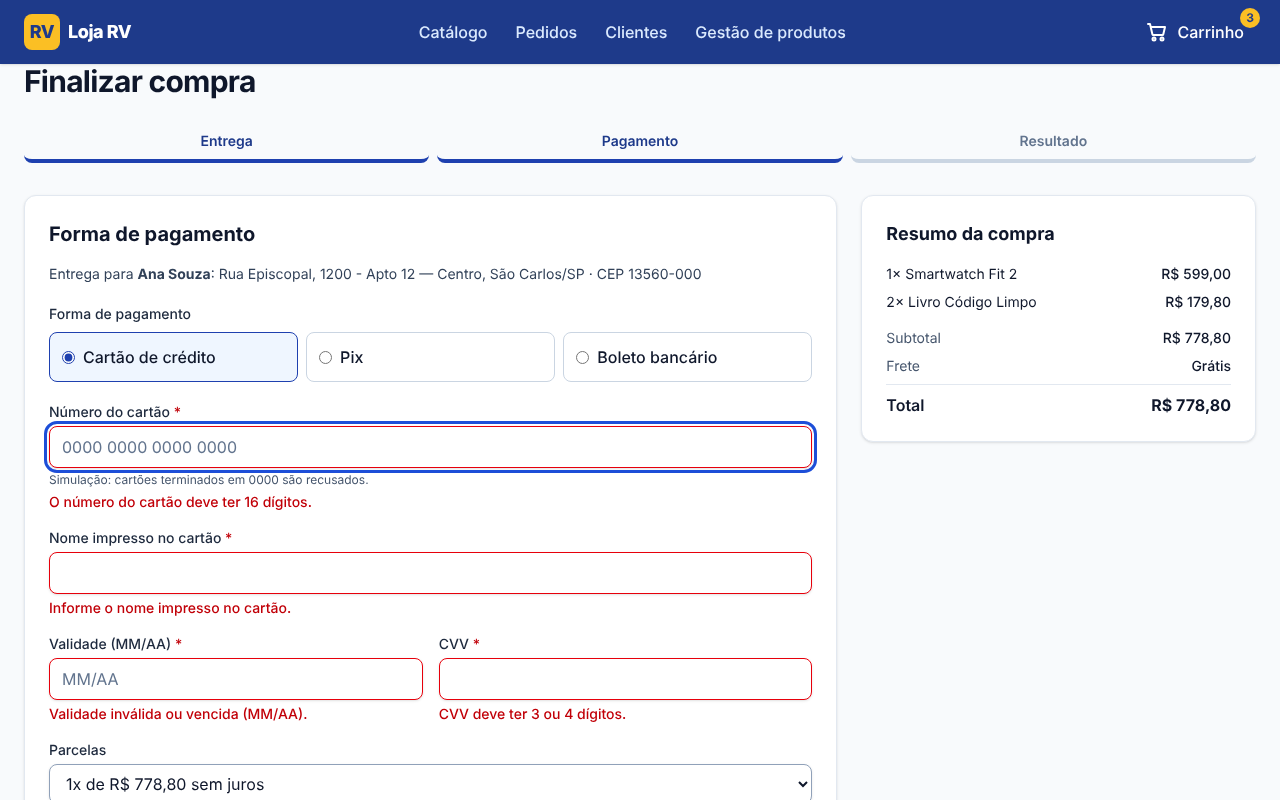 RV Loja RV
Catálogo Pedidos Clientes Gestão de produtos
Carrinho 3
Finalizar compra
Entrega Pagamento Resultado
Forma de pagamento
Entrega para Ana Souza: Rua Episcopal, 1200 - Apto 12 — Centro, São Carlos/SP · CEP 13560-000
Forma de pagamento
Cartão de crédito Pix Boleto bancário
Número do cartão *
0000 0000 0000 0000
Simulação: cartões terminados em 0000 são recusados.
O número do cartão deve ter 16 dígitos.
Nome impresso no cartão *
Informe o nome impresso no cartão.
Validade (MM/AA) * CVV *
MM/AA
Validade inválida ou vencida (MM/AA). CVV deve ter 3 ou 4 dígitos.
Parcelas
1x de R$ 778,80 sem juros
Resumo da compra
1× Smartwatch Fit 2 R$ 599,00
2× Livro Código Limpo R$ 179,80
Subtotal R$ 778,80
Frete Grátis
Total R$ 778,80